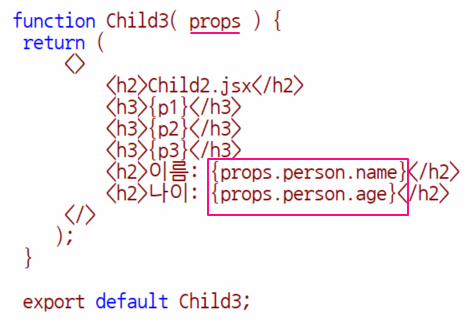 function Child3( props ) {
return (
<>
<h2>Child2.jsx</h2>
<h3>{p1}</h3>
<h3>{p2}</h3>
<h3>{p3}</h3>
<h2>이름: {props.person.name}</h2>
<h2>나이: {props.person.age}</h2>
</>
);
}
export default Child3;